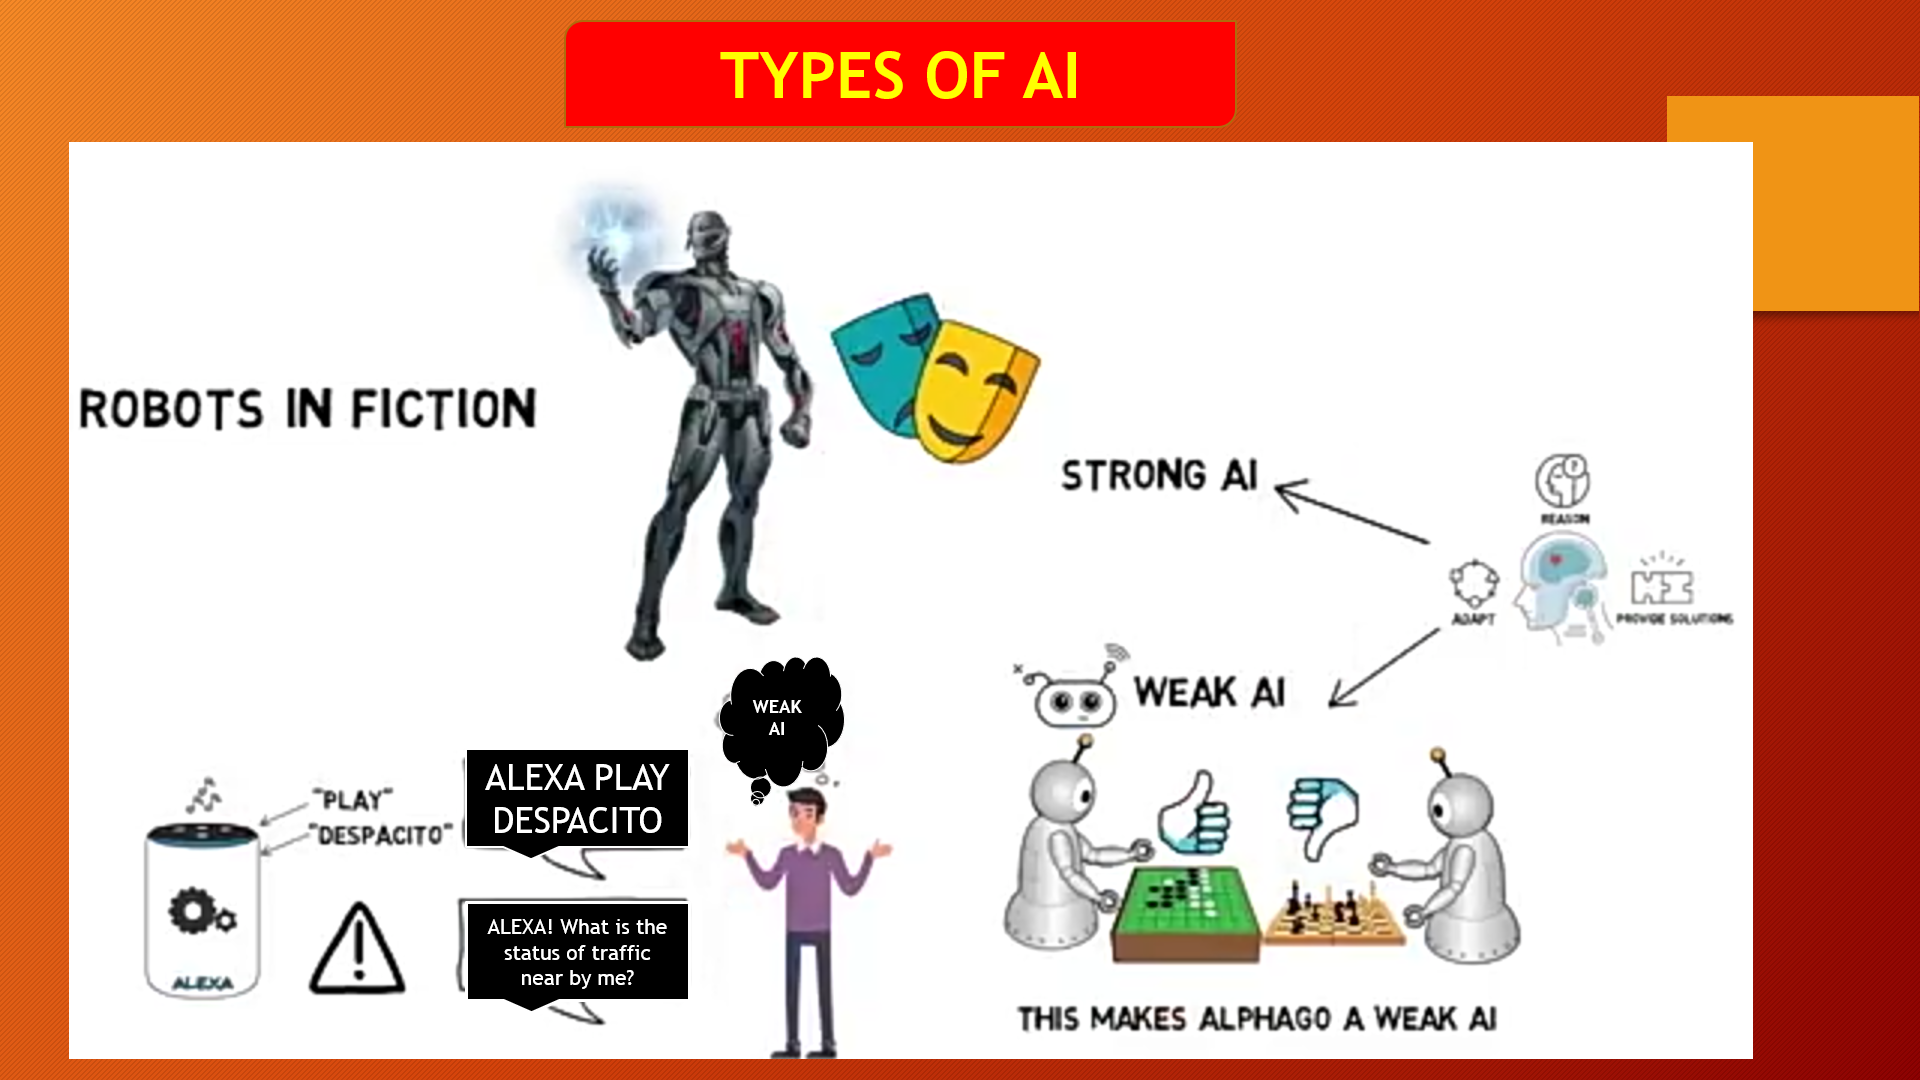 TYPES OF AI
ROBOTS IN FICTION
STRONG AI
REASON
ADAPT
PROVIDE SOLUTIONS
WEAK AI
WEAK
AI
"PLAY"
"DESPACITO"
ALEXA PLAY
DESPACITO
ALEXA! What is the
status of traffic
near by me?
ALEXA
THIS MAKES ALPHAGO A WEAK AI